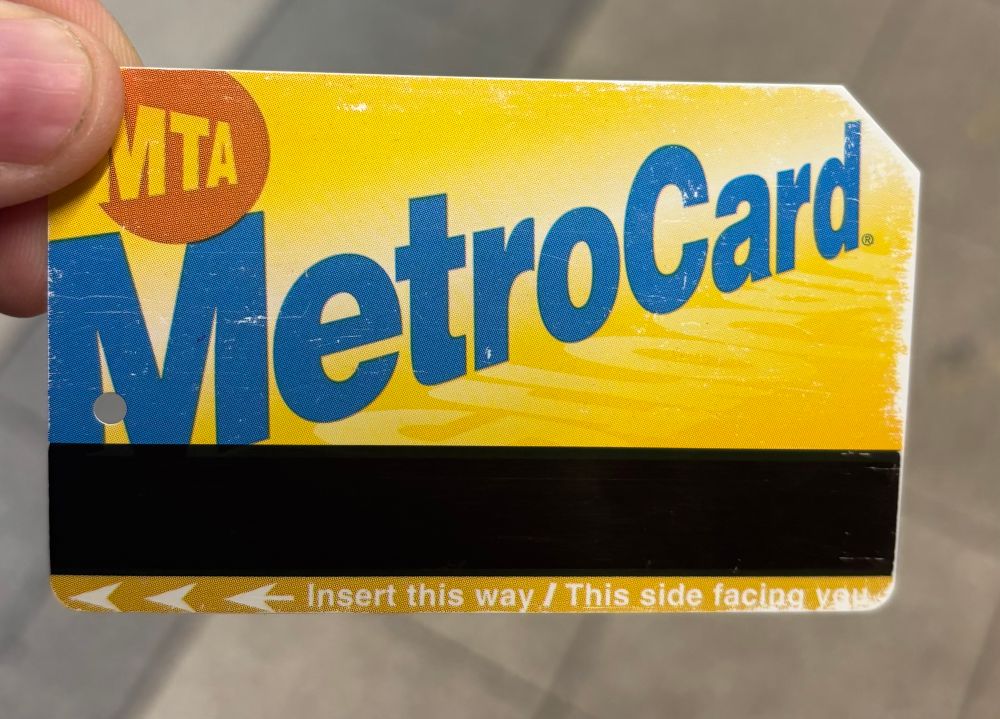 MTA
MetroCard®
Insert this way / This side facing you